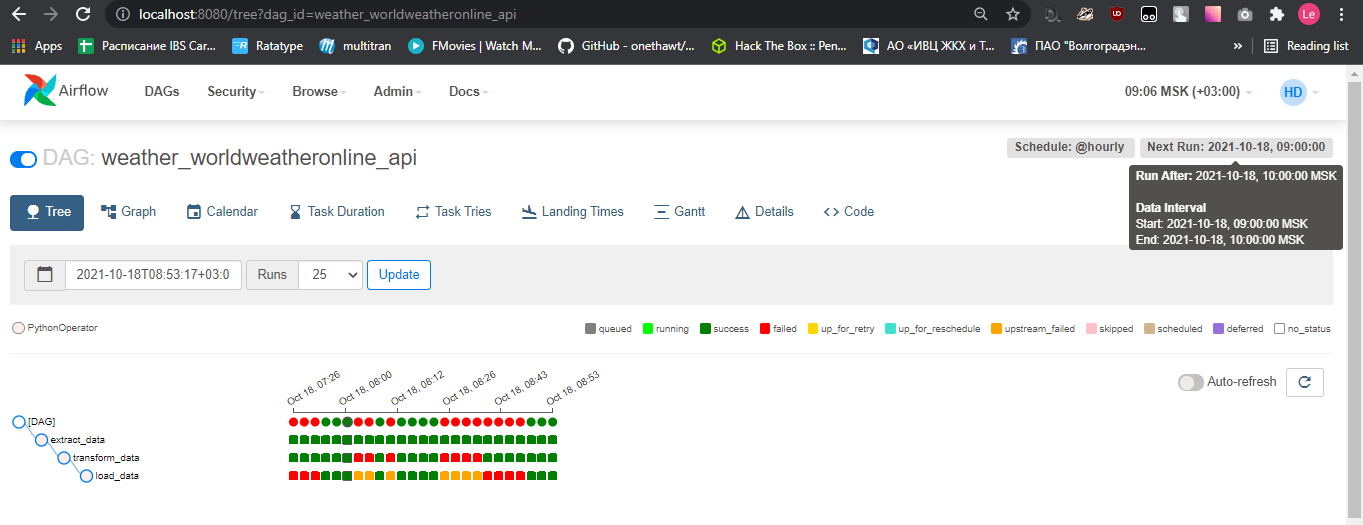 localhost:8080/tree?dag_id=weather_worldweatheronline_api
Le
Apps Расписание IBS Car... Ratatype multitran FMovies | Watch M... GitHub - onethawt/... Hack The Box :: Pen... АО «ИВЦ ЖКХ и Т... ПАО "Волгоградэн... » Reading list
Airflow DAGs Security Browse Admin Docs 09:06 MSK (+03:00) HD
DAG: weather_worldweatheronline_api
Schedule: @hourly Next Run: 2021-10-18, 09:00:00
Run After: 2021-10-18, 10:00:00 MSK
Data Interval
Start: 2021-10-18, 09:00:00 MSK
End: 2021-10-18, 10:00:00 MSK
Tree Graph Calendar Task Duration Task Tries Landing Times Gantt Details <> Code
2021-10-18T08:53:17+03:0 Runs 25 Update
PythonOperator queued running success failed up_for_retry up_for_reschedule upstream_failed skipped scheduled deferred no_status
Oct 18, 07:26 Oct 18, 08:00 Oct 18, 08:12 Oct 18, 08:26 Oct 18, 08:43 Oct 18, 08:53
Auto-refresh
[DAG]
extract_data
transform_data
load_data